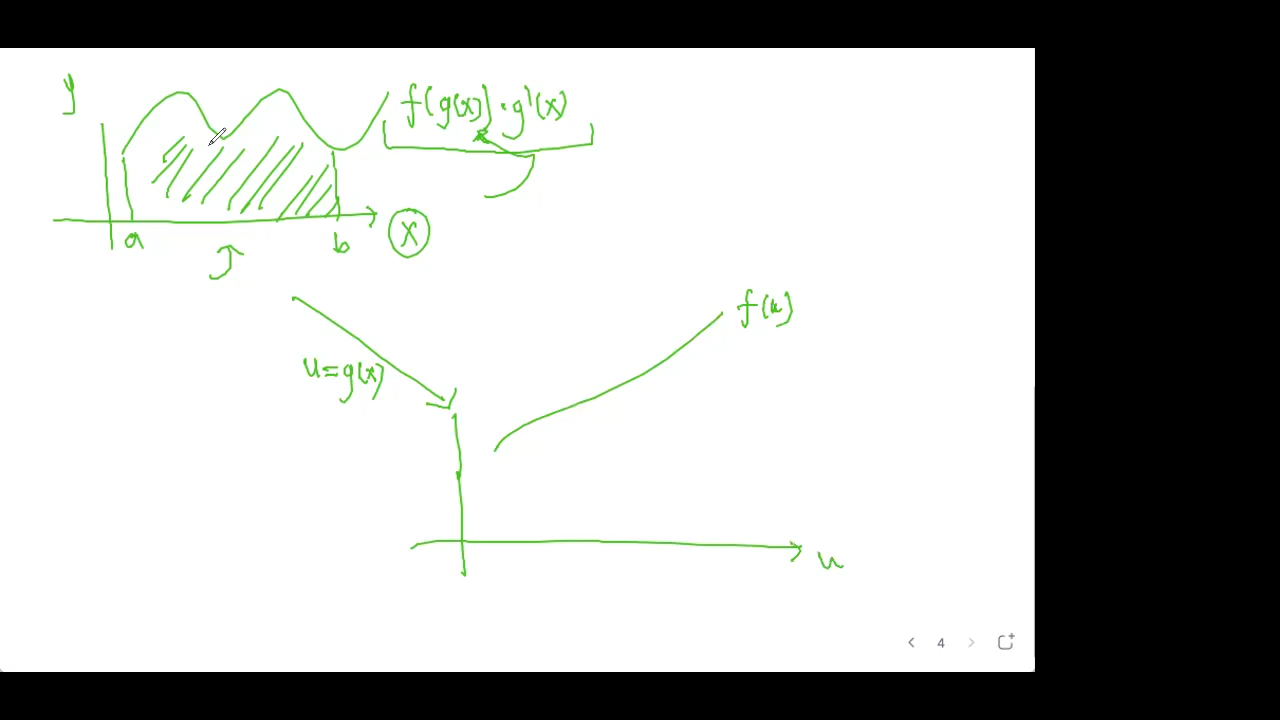 y
f(g(x))·g'(x)
a
b
x
f(u)
u=g(x)
u
4